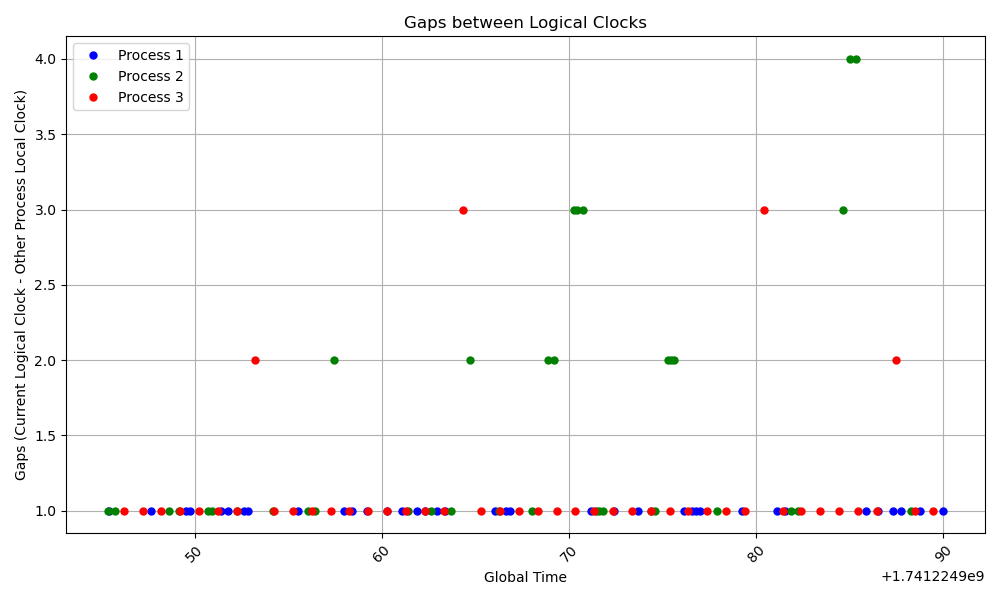 Gaps between Logical Clocks
Process 1
Process 2
Process 3
Gaps (Current Logical Clock - Other Process Local Clock)
4.0
3.5
3.0
2.5
2.0
1.5
1.0
50
60
70
80
90
Global Time
+1.7412249e9